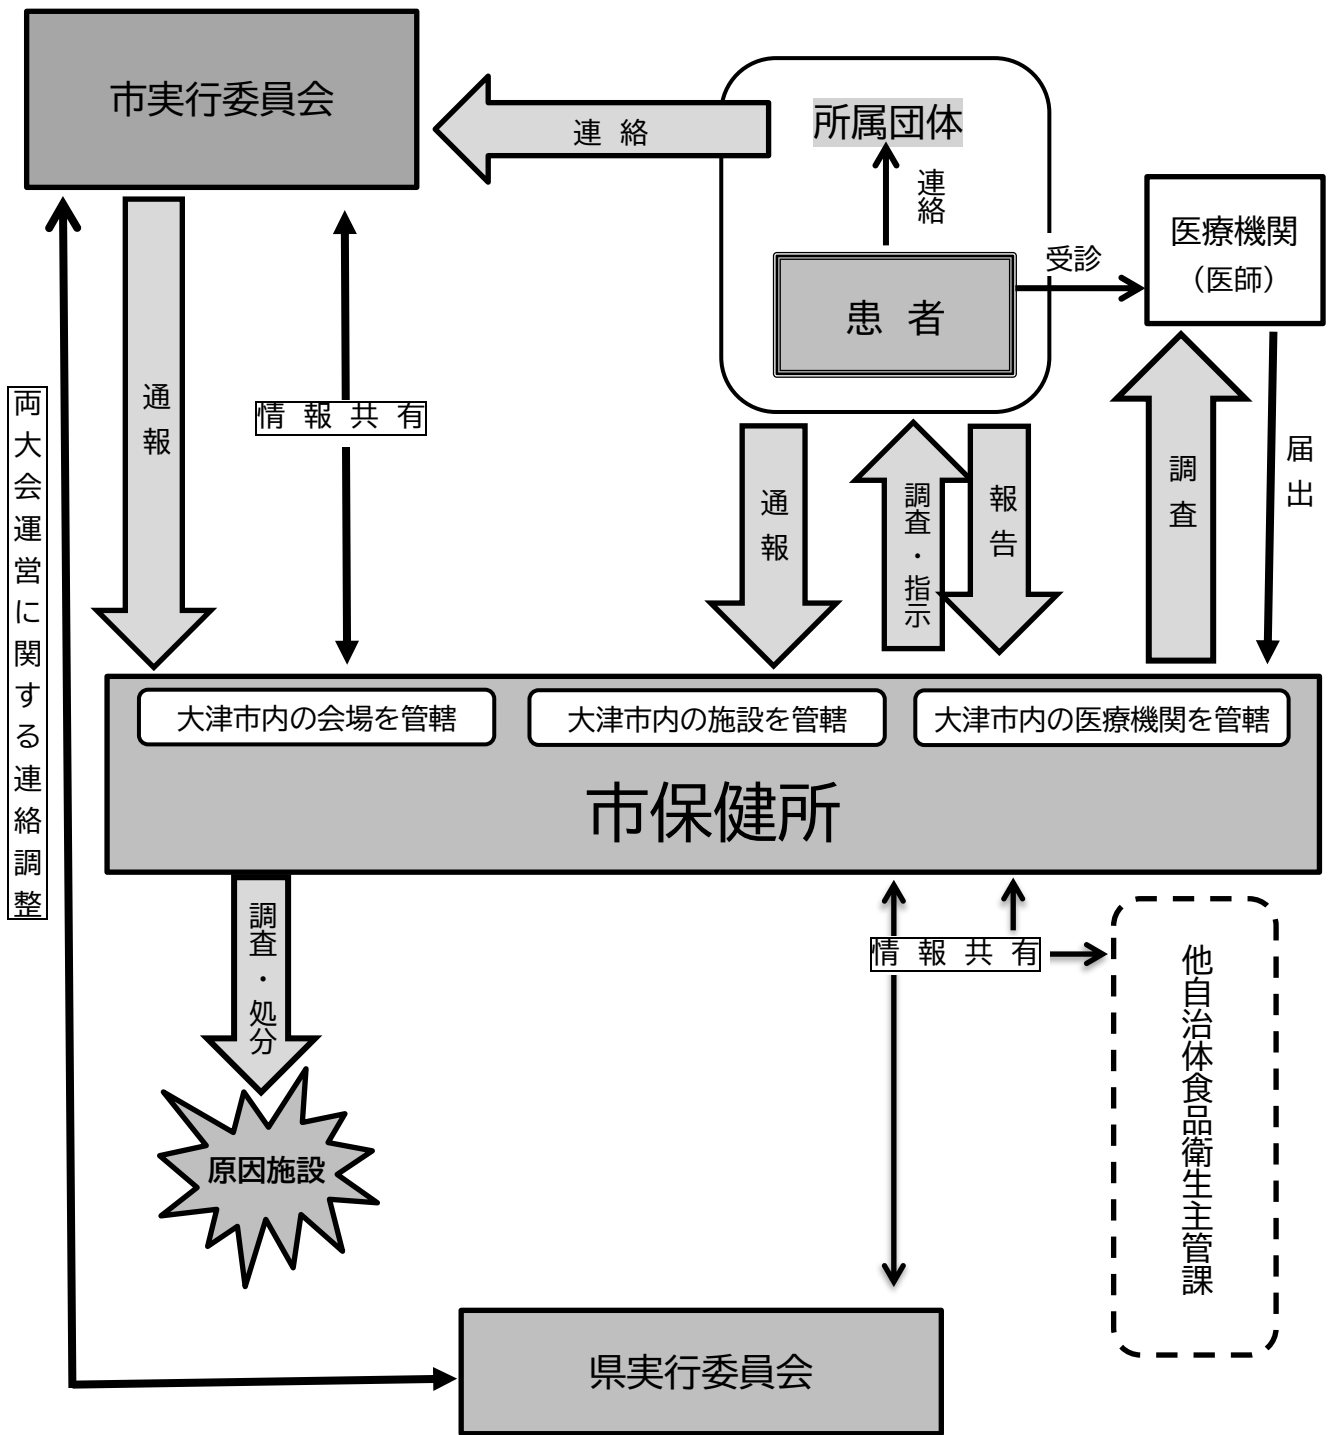 市実行委員会
連 絡
所属団体
連絡
医療機関
（医師）
受診
患 者
両大会運営に関する連絡調整
通報
情 報 共 有
通報
調査・指示
報告
調査
届出
大津市内の会場を管轄
大津市内の施設を管轄
大津市内の医療機関を管轄
市保健所
調査・処分
情 報 共 有
他自治体食品衛生主管課
原因施設
県実行委員会